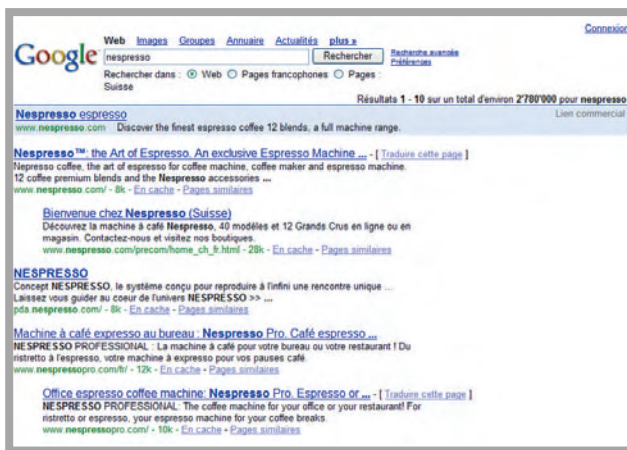 Connexion
Web Images Groupes Annuaire Actualités plus »
Google nespresso Rechercher Recherche avancée
Préférences
Rechercher dans : Web Pages francophones Pages :
Suisse
Résultats 1 - 10 sur un total d'environ 2'780'000 pour nespresso
Nespresso espresso Lien commercial
www.nespresso.com Discover the finest espresso coffee 12 blends, a full machine range.
Nespresso™: the Art of Espresso. An exclusive Espresso Machine ... - [ Traduire cette page ]
Nepresso coffee, the art of espresso for coffee machine, coffee maker and espresso machine.
12 coffee premium blends and the Nespresso accessories ...
www.nespresso.com/ - 8k - En cache - Pages similaires
Bienvenue chez Nespresso (Suisse)
Découvrez la machine à café Nespresso, 40 modèles et 12 Grands Crus en ligne ou en
magasin. Contactez-nous et visitez nos boutiques.
www.nespresso.com/precom/home_ch_fr.html - 28k - En cache - Pages similaires
NESPRESSO
Concept NESPRESSO, le système conçu pour reproduire à l'infini une rencontre unique ...
Laissez vous guider au coeur de l'univers NESPRESSO >> ...
pda.nespresso.com/ - 8k - En cache - Pages similaires
Machine à café expresso au bureau : Nespresso Pro. Café espresso ...
NESPRESSO PROFESSIONAL : La machine à café pour votre bureau ou votre restaurant ! Du
ristretto à l'espresso, votre machine à expresso pour vos pauses café.
www.nespressopro.com/fr/ - 12k - En cache - Pages similaires
Office espresso coffee machine: Nespresso Pro. Espresso or ... - [ Traduire cette page ]
NESPRESSO PROFESSIONAL: The coffee machine for your office or your restaurant! For
ristretto or espresso, your espresso machine for your coffee breaks.
www.nespressopro.com/ - 10k - En cache - Pages similaires